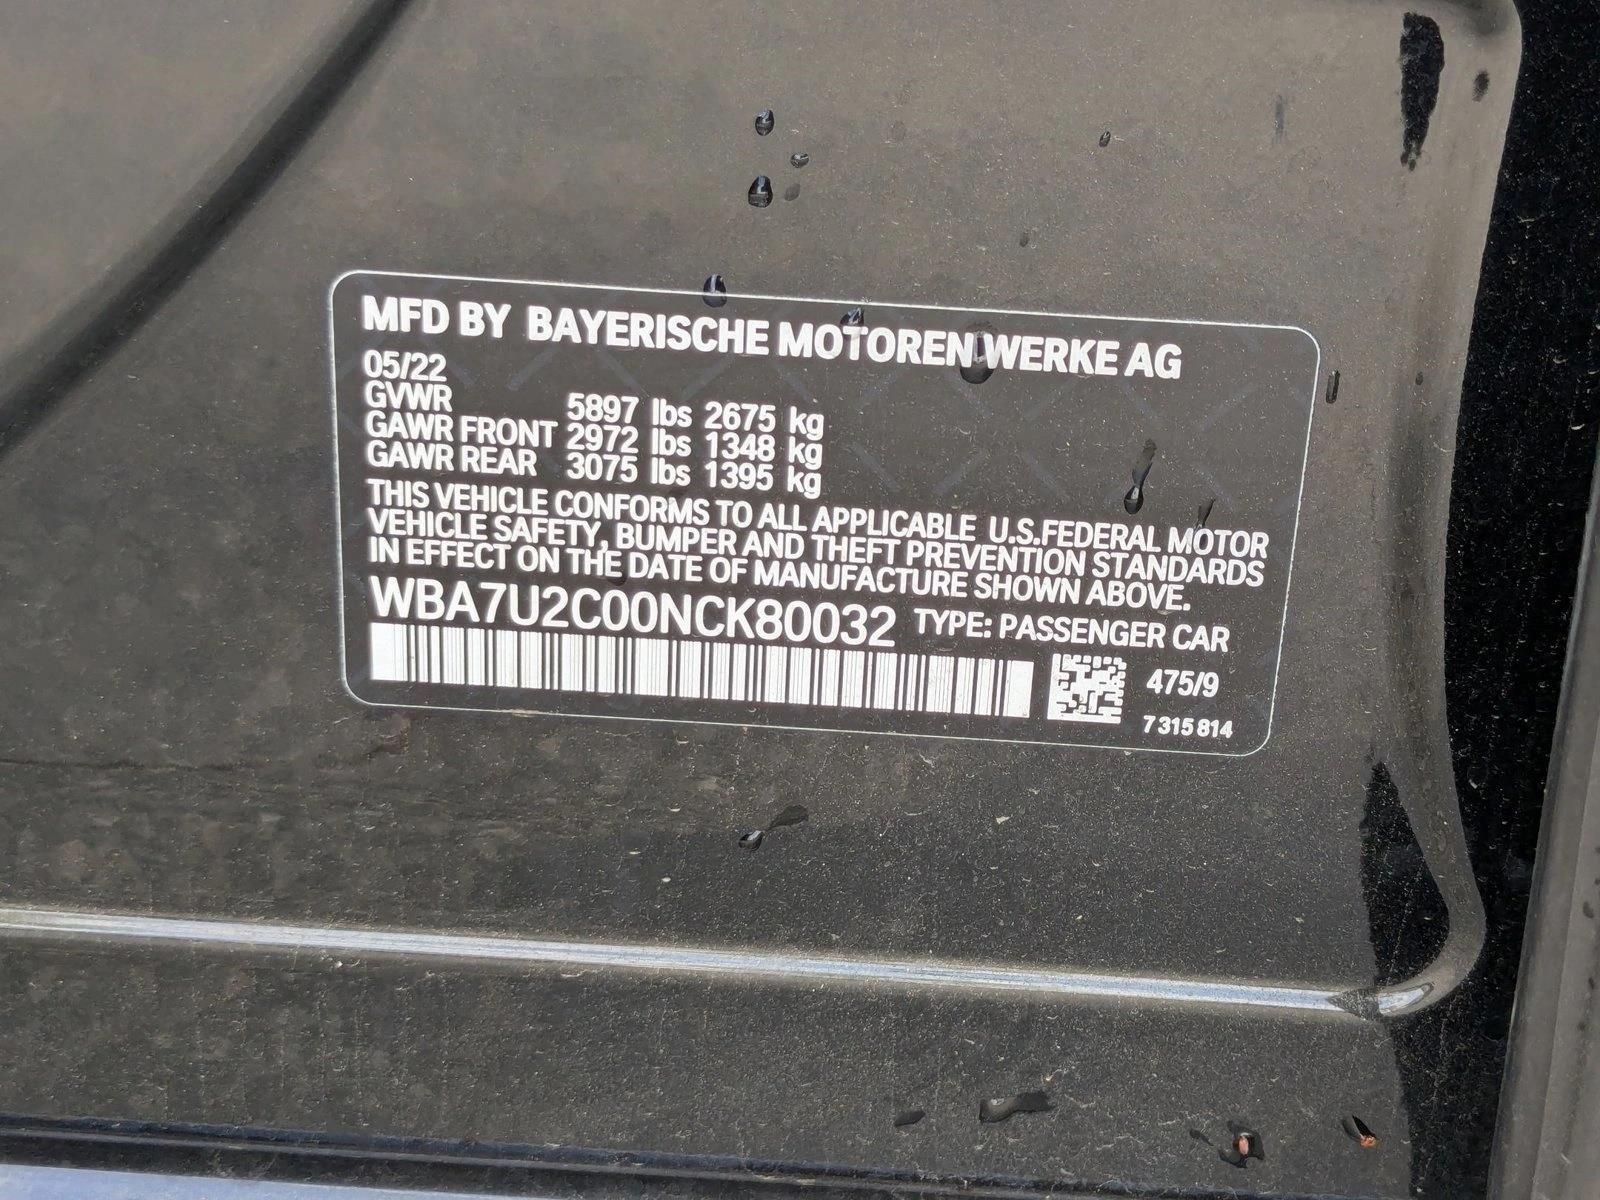 MFD BY BAYERISCHE MOTOREN WERKE AG
05/22
GVWR 5897 lbs 2675 kg
GAWR FRONT 2972 lbs 1348 kg
GAWR REAR 3075 lbs 1395 kg
THIS VEHICLE CONFORMS TO ALL APPLICABLE U.S.FEDERAL MOTOR
VEHICLE SAFETY, BUMPER AND THEFT PREVENTION STANDARDS
IN EFFECT ON THE DATE OF MANUFACTURE SHOWN ABOVE.
WBA7U2C00NCK80032 TYPE: PASSENGER CAR
475/9
7 315 814